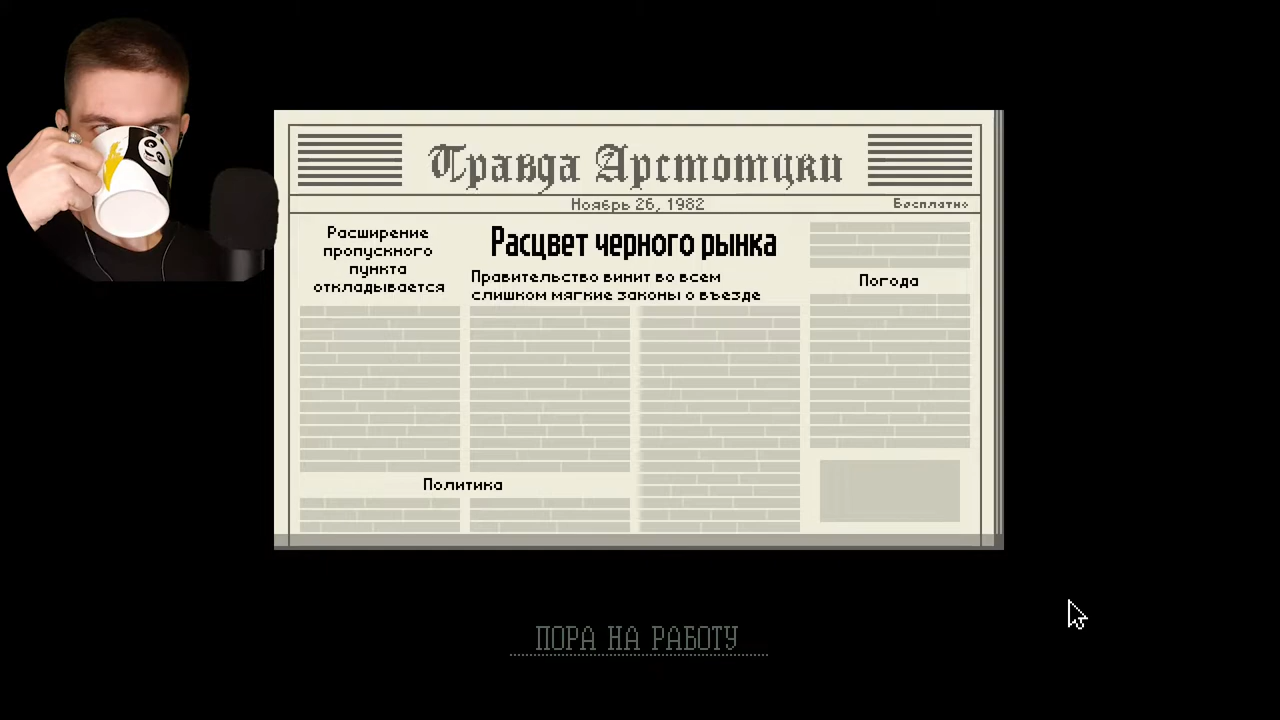 Правда Арстотцки
Ноябрь 26, 1982
Бесплатно
Расширение
пропускного
пункта
откладывается
Расцвет черного рынка
Правительство винит во всем
слишком мягкие законы о въезде
Погода
Политика
ПОРА НА РАБОТУ